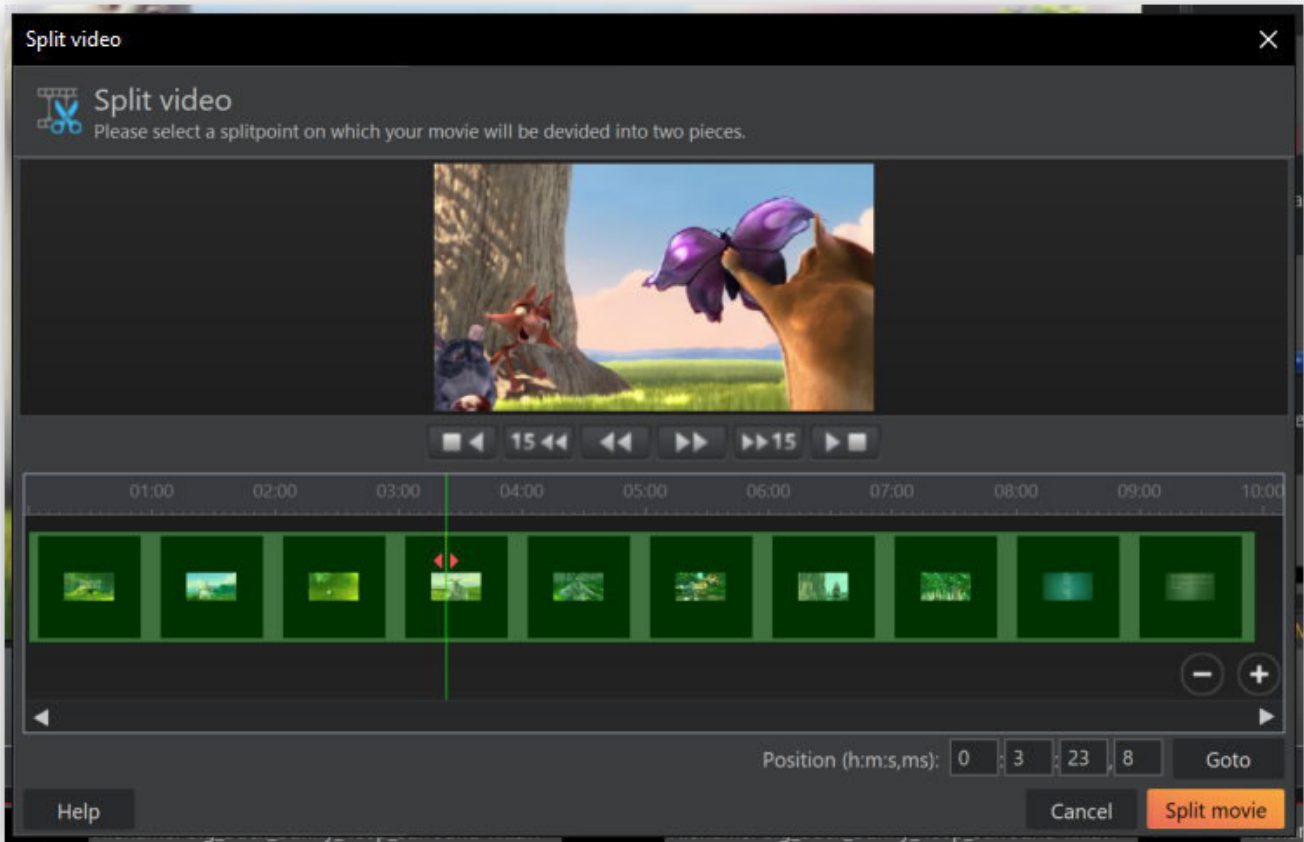 Split video
Split video
Please select a splitpoint on which your movie will be devided into two pieces.
15
15
01:00 02:00 03:00 04:00 05:00 06:00 07:00 08:00 09:00 10:00
Position (h:m:s,ms): 0 : 3 : 23 , 8 Goto
Help Cancel Split movie